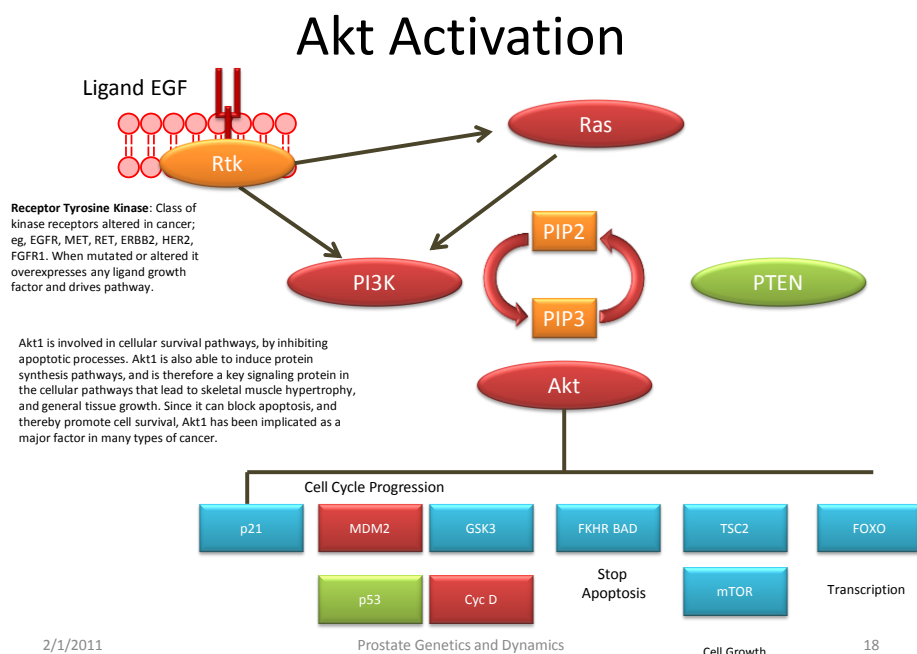 Akt Activation
Ligand EGF
Ras
Rtk
Receptor Tyrosine Kinase: Class of
kinase receptors altered in cancer;
eg, EGFR, MET, RET, ERBB2, HER2,
FGFR1. When mutated or altered it
overexpresses any ligand growth
factor and drives pathway.
PIP2
PI3K
PTEN
PIP3
Akt1 is involved in cellular survival pathways, by inhibiting
apoptotic processes. Akt1 is also able to induce protein
synthesis pathways, and is therefore a key signaling protein in
the cellular pathways that lead to skeletal muscle hypertrophy,
and general tissue growth. Since it can block apoptosis, and
thereby promote cell survival, Akt1 has been implicated as a
major factor in many types of cancer.
Akt
Cell Cycle Progression
p21
MDM2
GSK3
FKHR BAD
TSC2
FOXO
Stop
Apoptosis
Transcription
p53
Cyc D
mTOR
2/1/2011
Prostate Genetics and Dynamics
Cell Growth
18